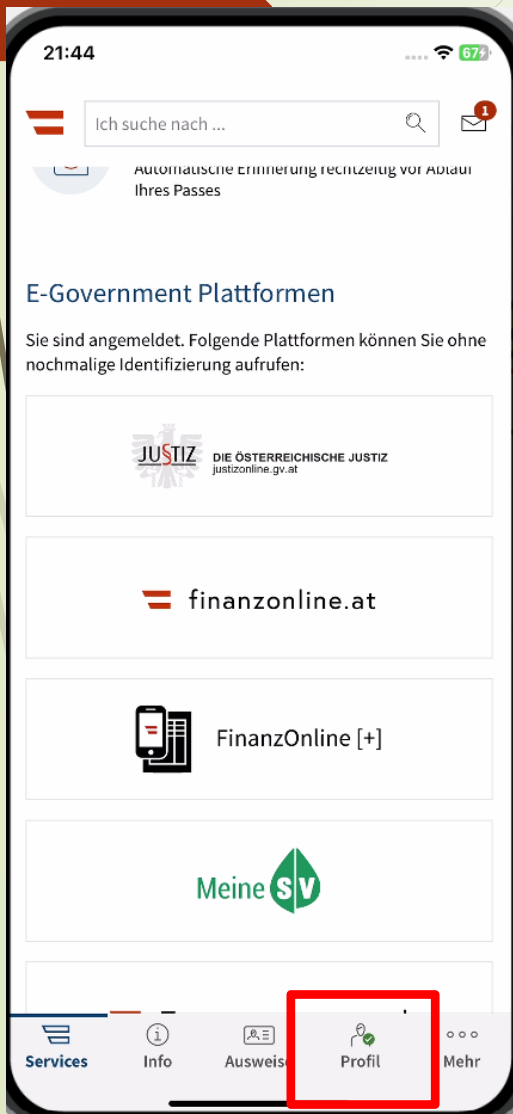 21:44
67
Ich suche nach ...
1
Automatische Erinnerung rechtzeitig vor Ablauf
Ihres Passes
E-Government Plattformen
Sie sind angemeldet. Folgende Plattformen können Sie ohne
nochmalige Identifizierung aufrufen:
JU§TIZ DIE ÖSTERREICHISCHE JUSTIZ
justizonline.gv.at
finanzonline.at
FinanzOnline [+]
Meine SV
Services Info Ausweise Profil Mehr